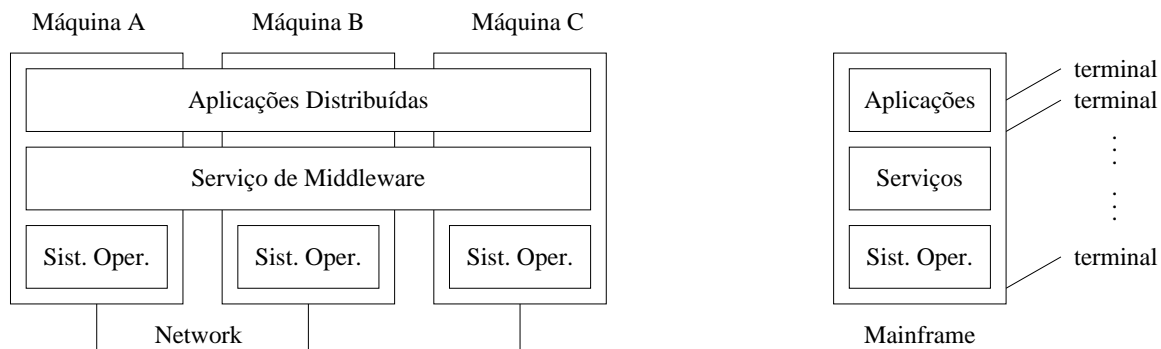 Máquina A
Máquina B
Máquina C
Aplicações Distribuídas
Serviço de Middleware
Sist. Oper.
Sist. Oper.
Sist. Oper.
Network
Aplicações
Serviços
Sist. Oper.
Mainframe
terminal
terminal
terminal